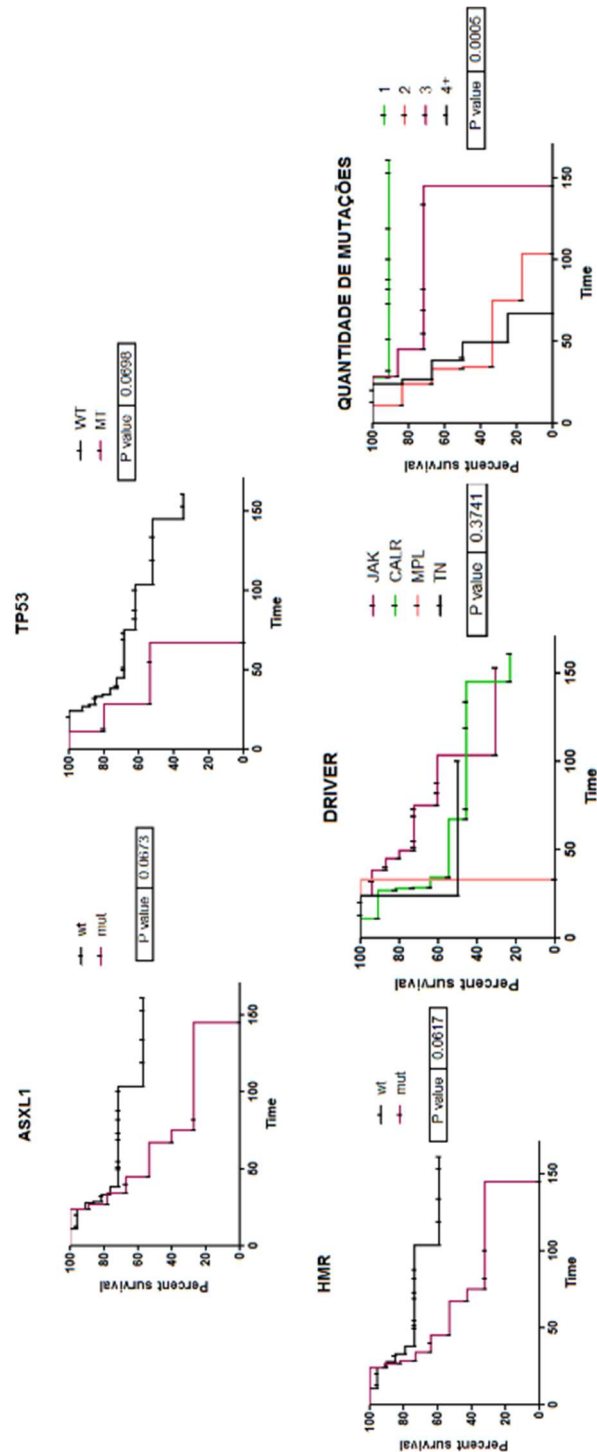 ASXL1
Percent survival
100
80
60
40
20
0
0
50
100
150
Time
wt
mut
P value 0.0673
TP53
Percent survival
100
80
60
40
20
0
0
50
100
150
Time
WT
MT
P value 0.0698
HMR
Percent survival
100
80
60
40
20
0
0
50
100
150
Time
wt
mut
P value 0.0617
DRIVER
Percent survival
100
80
60
40
20
0
0
50
100
150
Time
JAK
CALR
MPL
TN
P value 0.3741
QUANTIDADE DE MUTAÇÕES
Percent survival
100
80
60
40
20
0
0
50
100
150
Time
1
2
3
4+
P value 0.0005